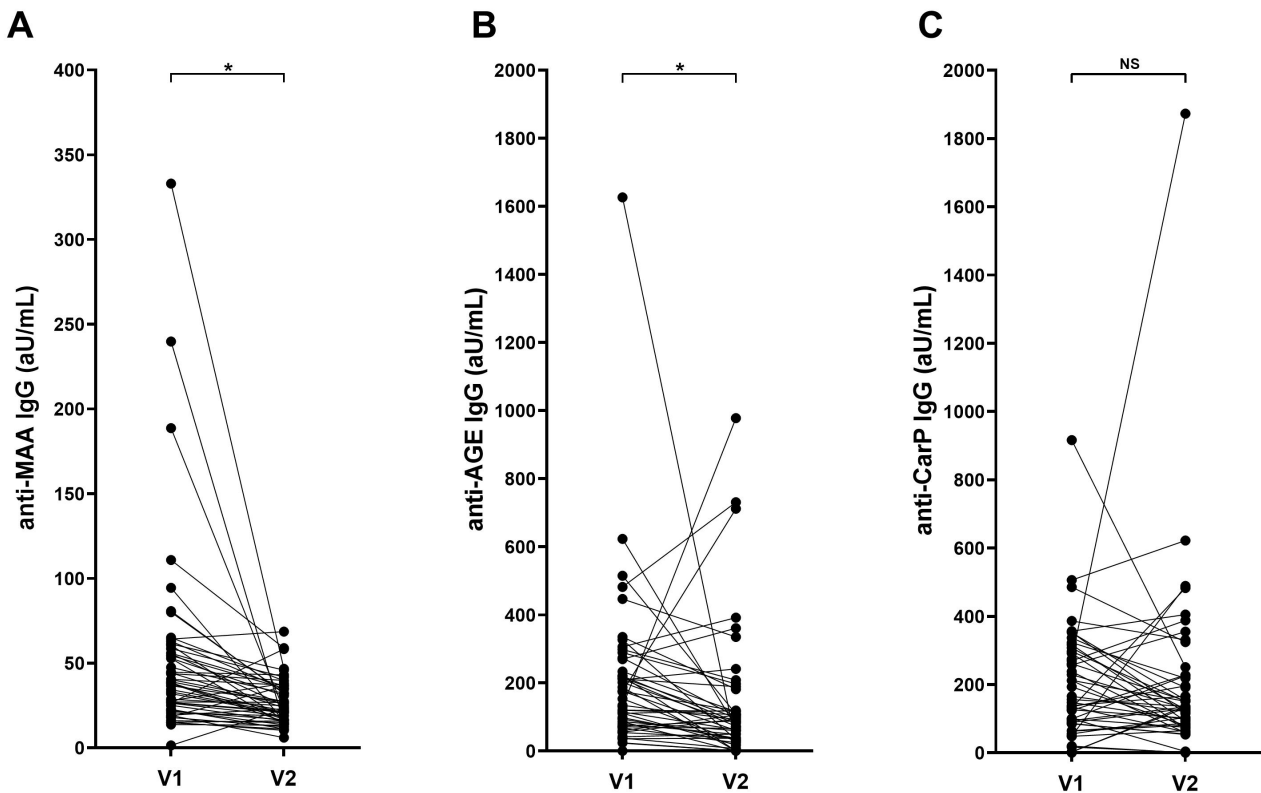 A
anti-MAA IgG (aU/mL)
400
350
300
250
200
150
100
50
0
*
V1
V2
B
anti-AGE IgG (aU/mL)
2000
1800
1600
1400
1200
1000
800
600
400
200
0
*
V1
V2
C
anti-CarP IgG (aU/mL)
2000
1800
1600
1400
1200
1000
800
600
400
200
0
NS
V1
V2